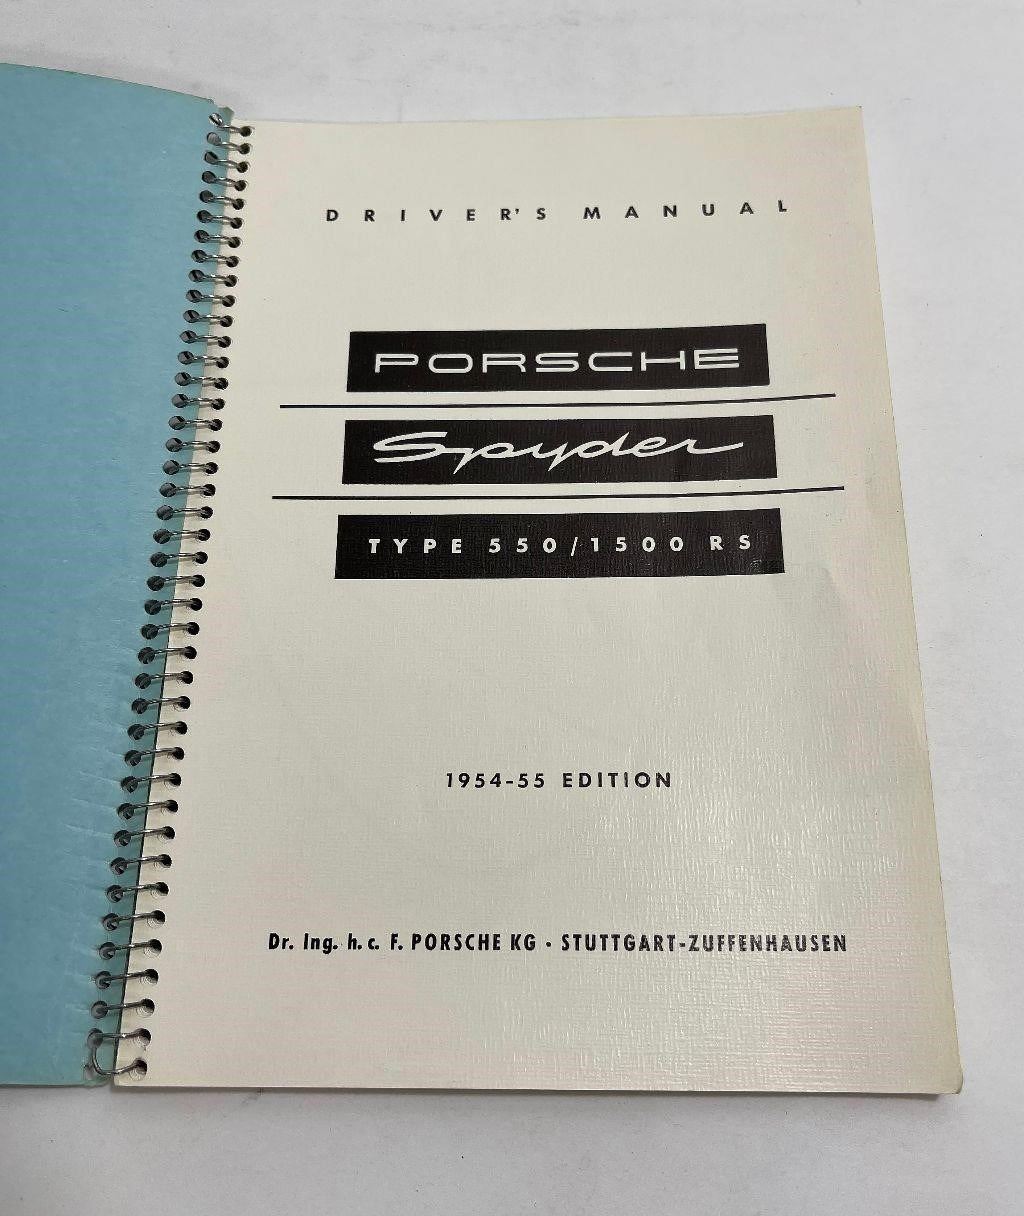 DRIVER'S MANUAL
PORSCHE
Spyder
TYPE 550/1500 RS
1954-55 EDITION
Dr. Ing. h. c. F. PORSCHE KG · STUTTGART-ZUFFENHAUSEN